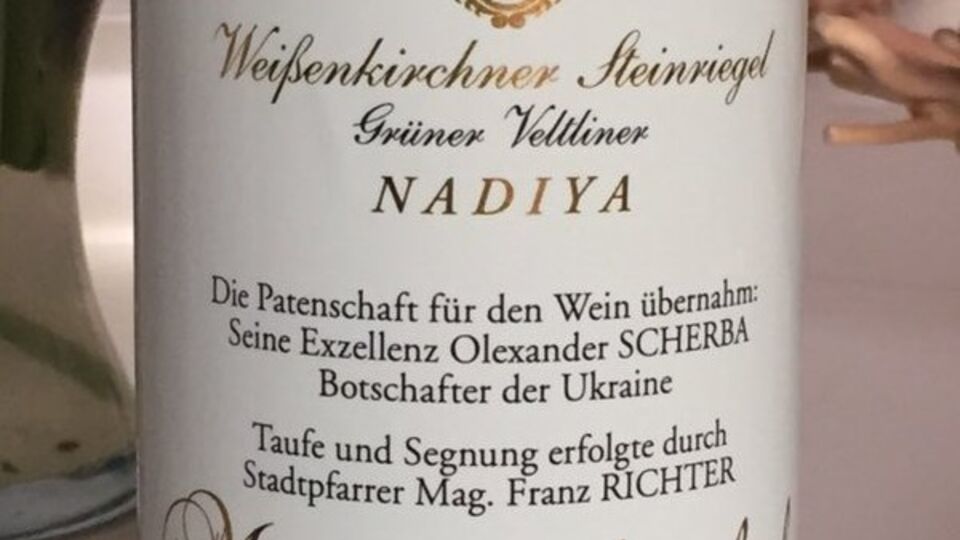 Weißenkirchner Steinriegel
Grüner Veltliner
NADIYA
Die Patenschaft für den Wein übernahm:
Seine Exzellenz Olexander SCHERBA
Botschafter der Ukraine
Taufe und Segnung erfolgte durch
Stadtpfarrer Mag. Franz RICHTER